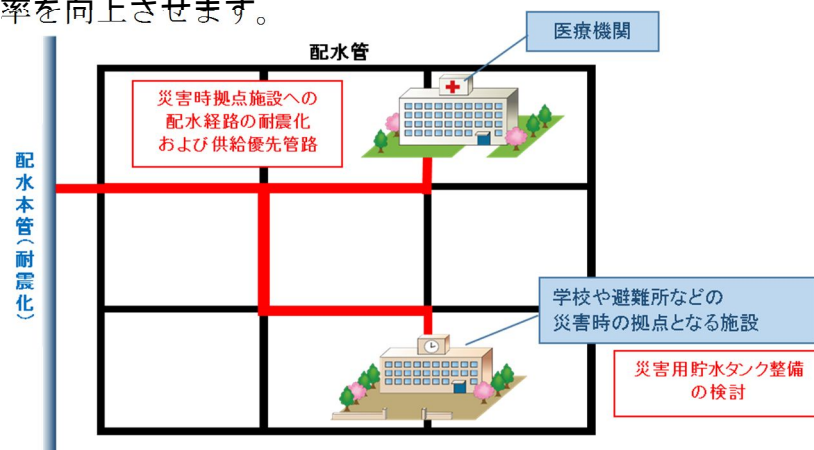 率を向上させます。
医療機関
配水管
災害時拠点施設への
配水経路の耐震化
および供給優先管路
配水本管(耐震化)
学校や避難所などの
災害時の拠点となる施設
災害用貯水タンク整備
の検討